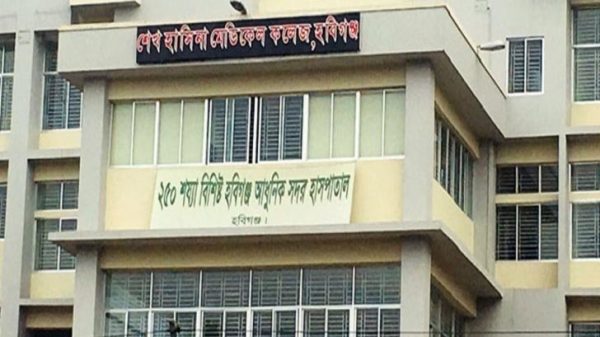 শেখ হাসিনা মেডিকেল কলেজ, হবিগঞ্জ
২৫০ শয্যা বিশিষ্ট হবিগঞ্জ আধুনিক সদর হাসপাতাল
হবিগঞ্জ।